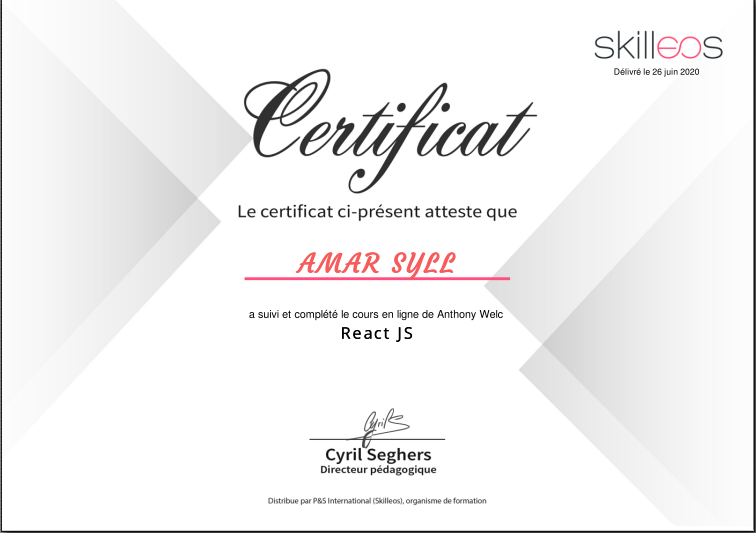 skilleos
Délivré le 26 juin 2020
Certificat
Le certificat ci-présent atteste que
AMAR SYLL
a suivi et complété le cours en ligne de Anthony Welc
React JS
Cyril S
Cyril Seghers
Directeur pédagogique
Distribue par P&S International (Skilleos), organisme de formation